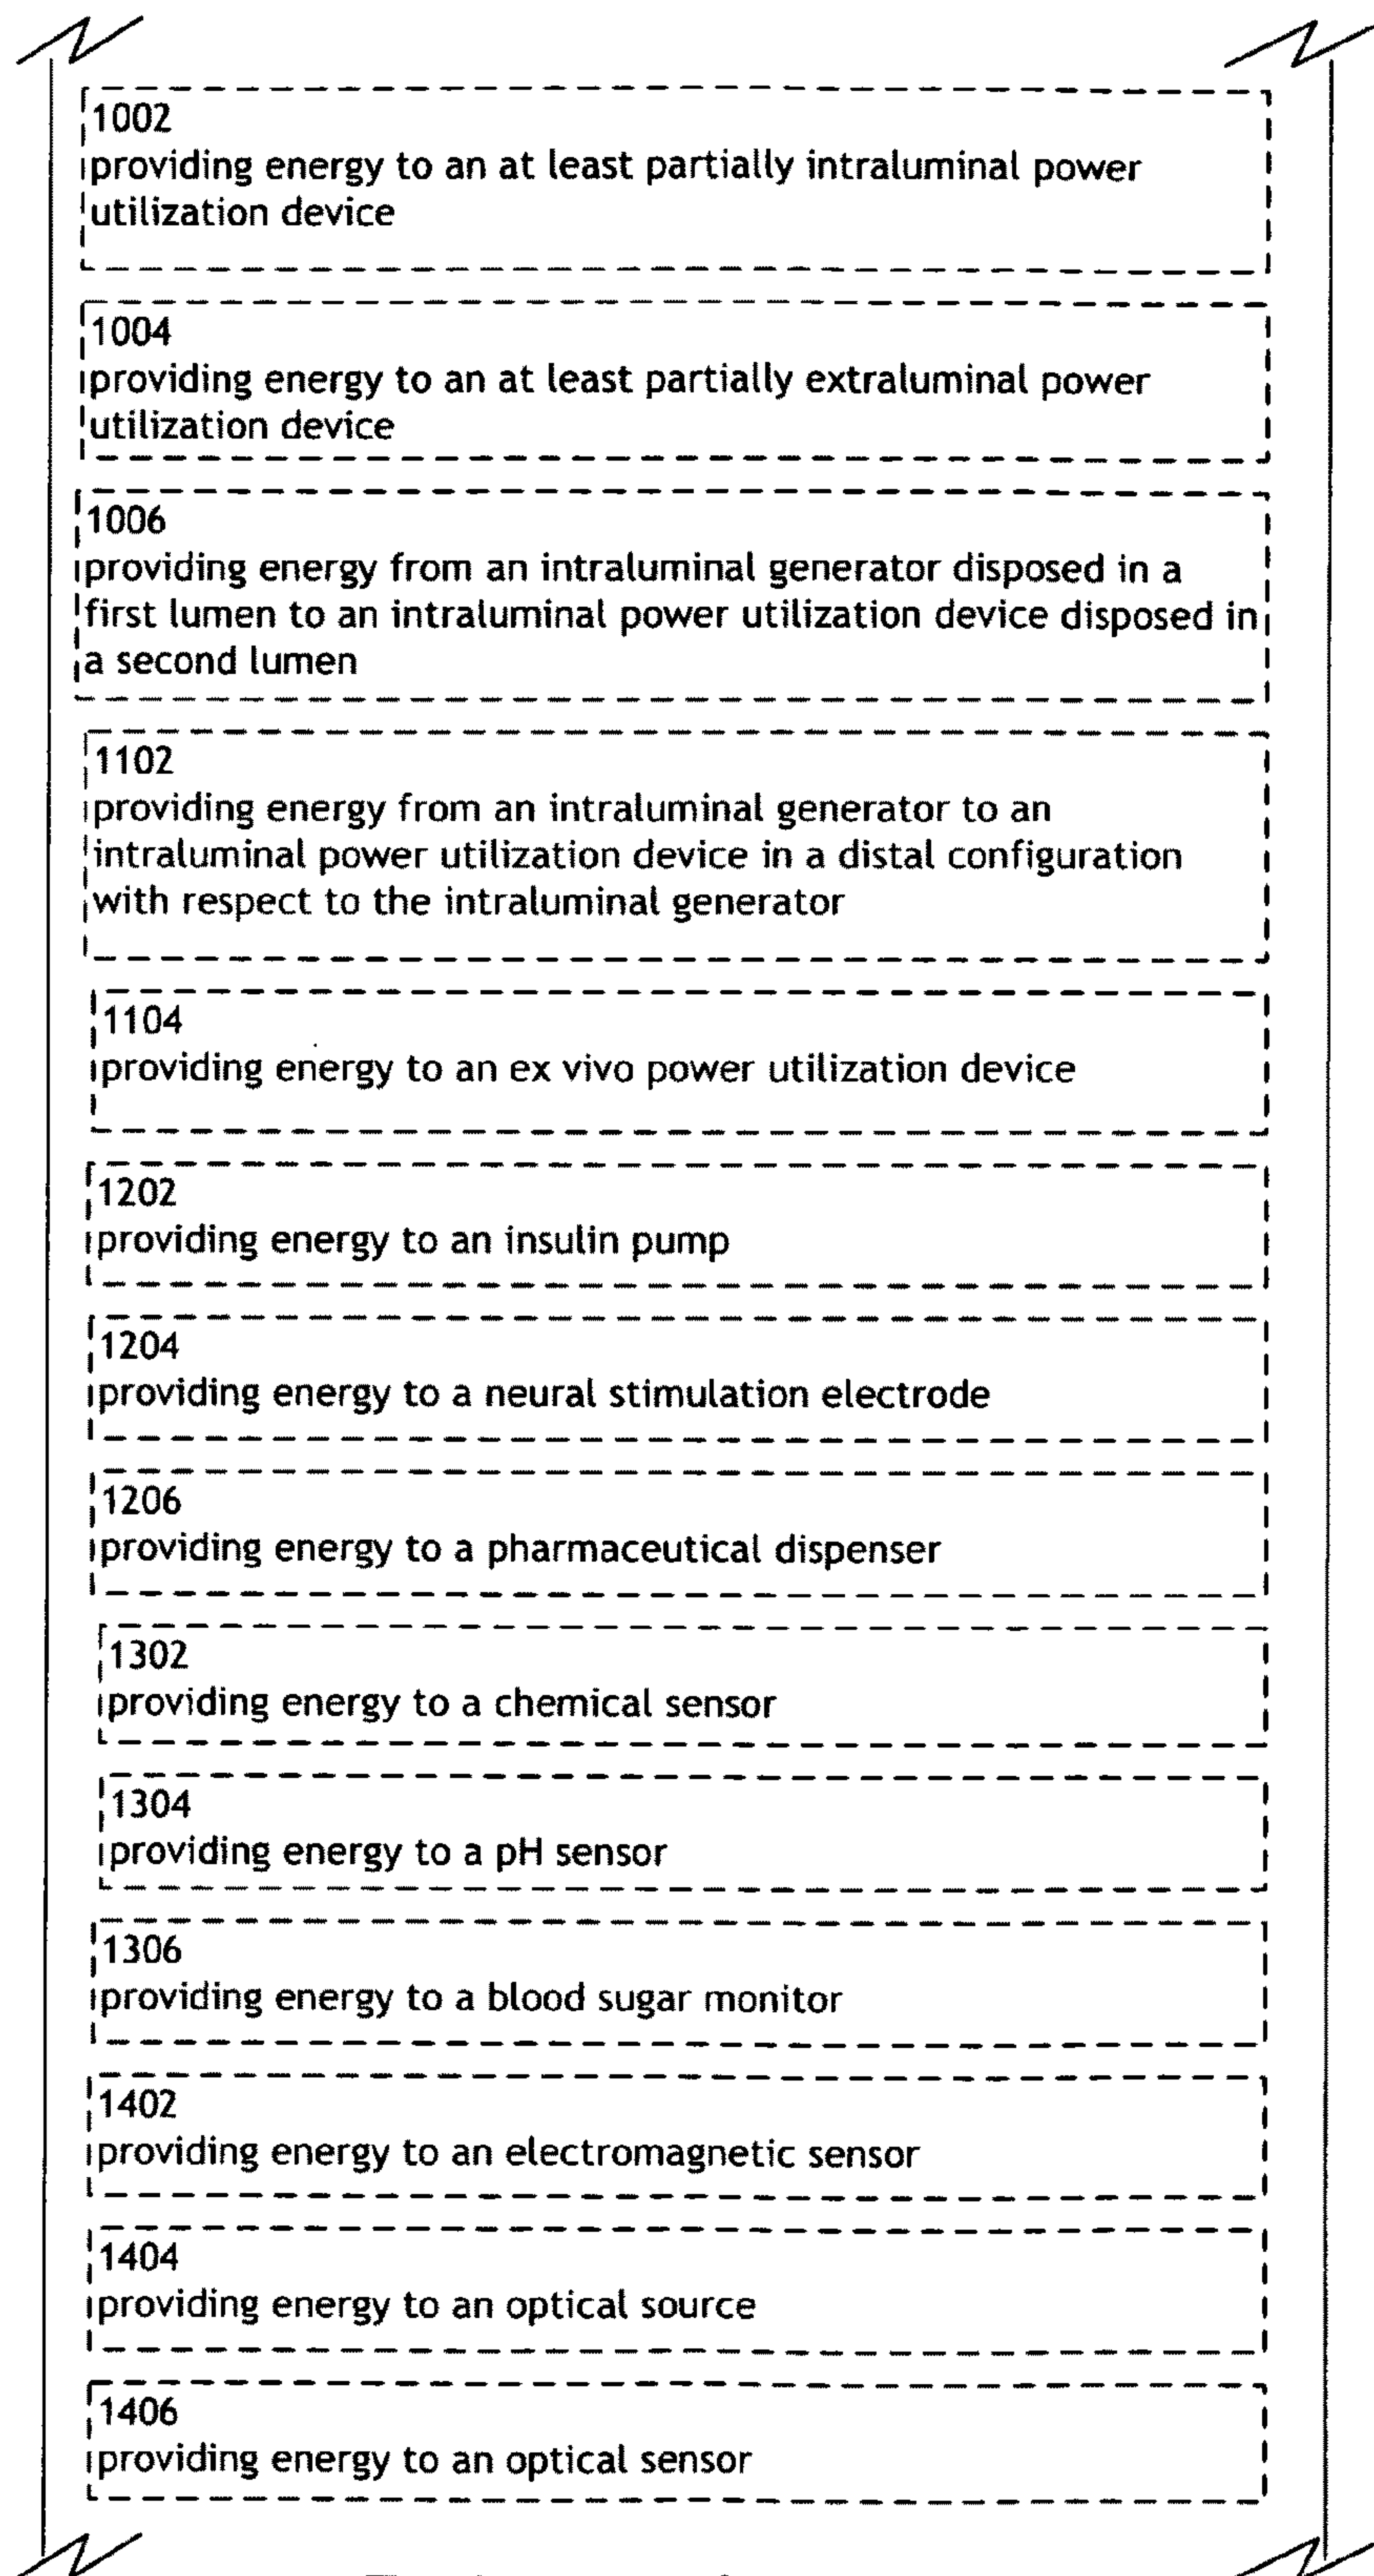 1002
providing energy to an at least partially intraluminal power
utilization device
1004
providing energy to an at least partially extraluminal power
utilization device
1006
providing energy from an intraluminal generator disposed in a
first lumen to an intraluminal power utilization device disposed in
a second lumen
1102
providing energy from an intraluminal generator to an
intraluminal power utilization device in a distal configuration
with respect to the intraluminal generator
1104
providing energy to an ex vivo power utilization device
1202
providing energy to an insulin pump
1204
providing energy to a neural stimulation electrode
1206
providing energy to a pharmaceutical dispenser
1302
providing energy to a chemical sensor
1304
providing energy to a pH sensor
1306
providing energy to a blood sugar monitor
1402
providing energy to an electromagnetic sensor
1404
providing energy to an optical source
1406
providing energy to an optical sensor